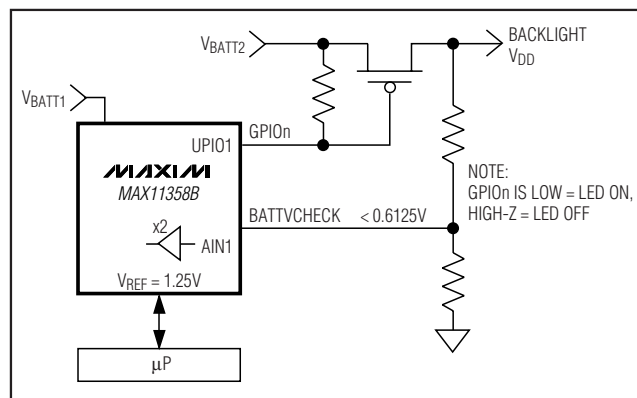 VBATT2
BACKLIGHT
VDD
VBATT1
GPIOn
UPIO1
MAXIM
MAX11358B
NOTE:
GPIOn IS LOW = LED ON,
HIGH-Z = LED OFF
BATTVCHECK < 0.6125V
x2
AIN1
VREF = 1.25V
μP